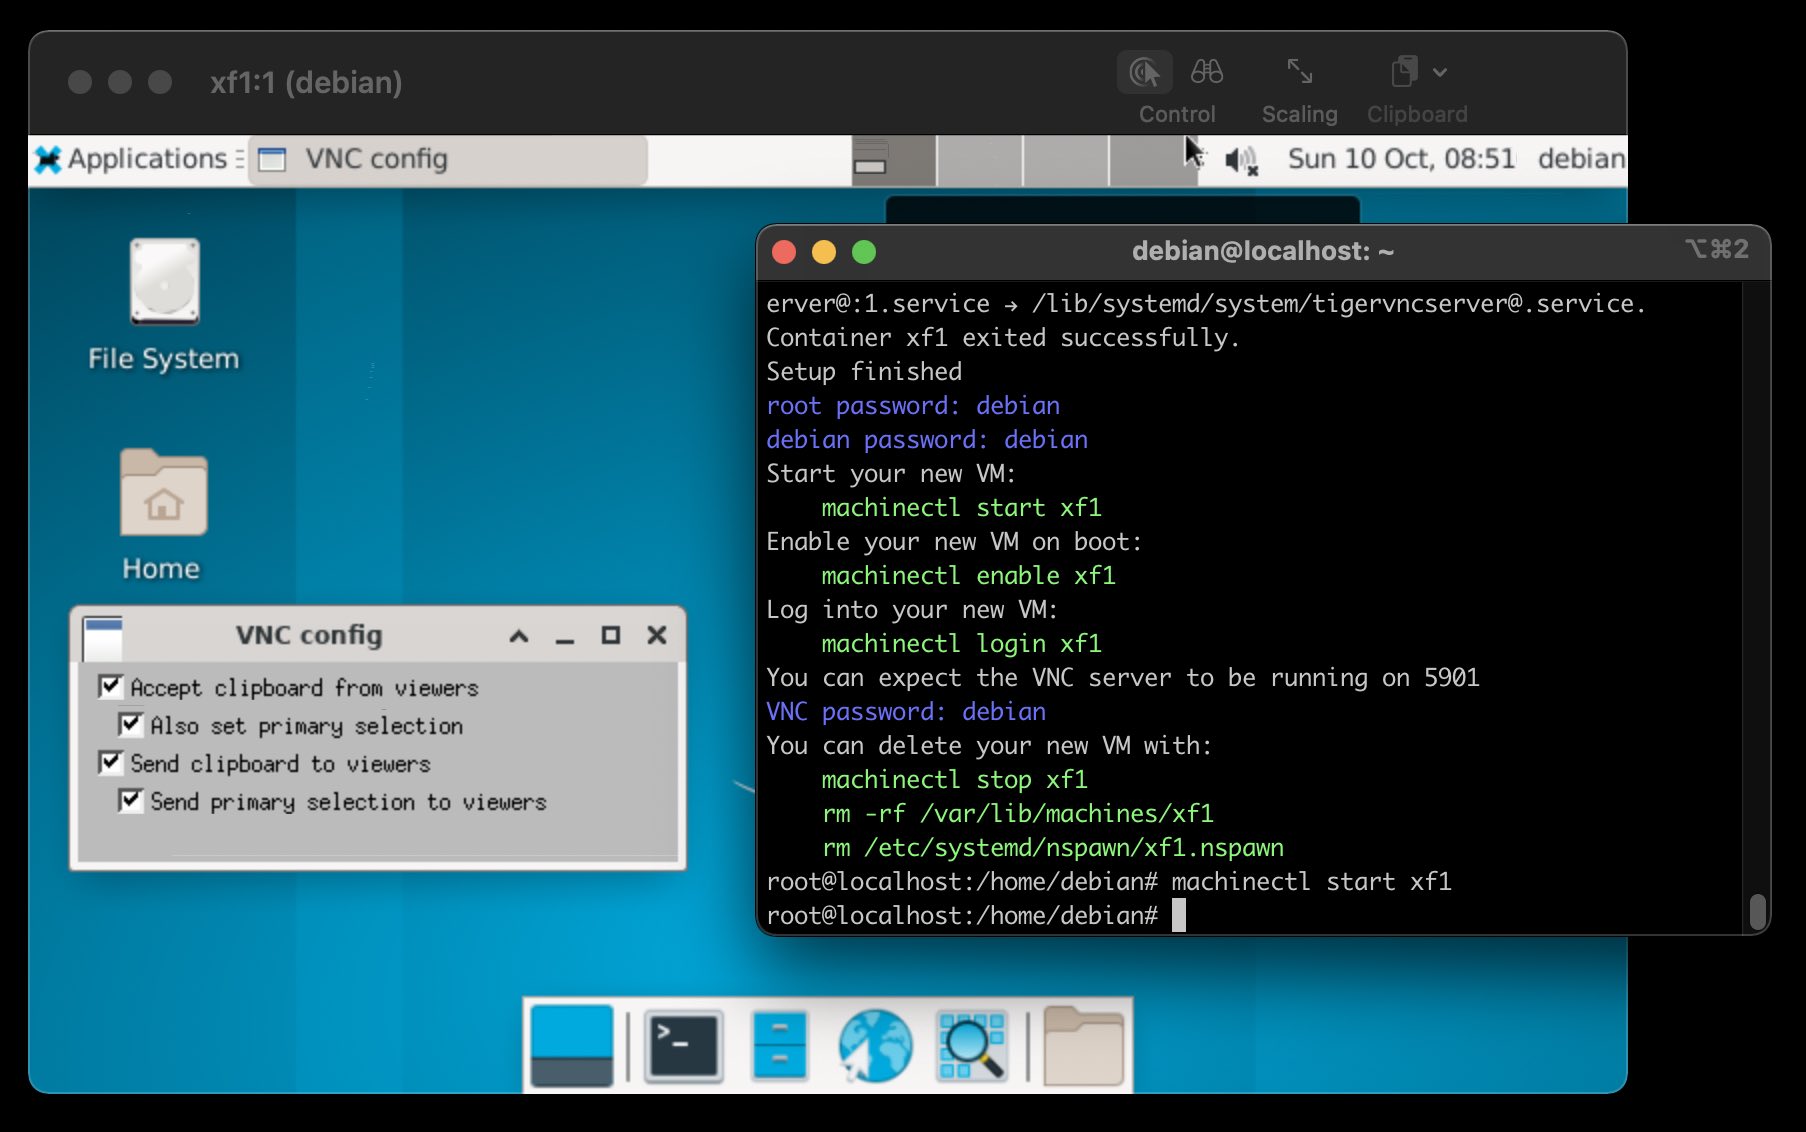 xf1:1 (debian)
Control
Scaling
Clipboard
Applications
VNC config
Sun 10 Oct, 08:51
debian
File System
Home
VNC config
Accept clipboard from viewers
Also set primary selection
Send clipboard to viewers
Send primary selection to viewers
debian@localhost: ~
⌥⌘2
erver@:1.service → /lib/systemd/system/tigervncserver@.service.
Container xf1 exited successfully.
Setup finished
root password: debian
debian password: debian
Start your new VM:
machinectl start xf1
Enable your new VM on boot:
machinectl enable xf1
Log into your new VM:
machinectl login xf1
You can expect the VNC server to be running on 5901
VNC password: debian
You can delete your new VM with:
machinectl stop xf1
rm -rf /var/lib/machines/xf1
rm /etc/systemd/nspawn/xf1.nspawn
root@localhost:/home/debian# machinectl start xf1
root@localhost:/home/debian#
>_